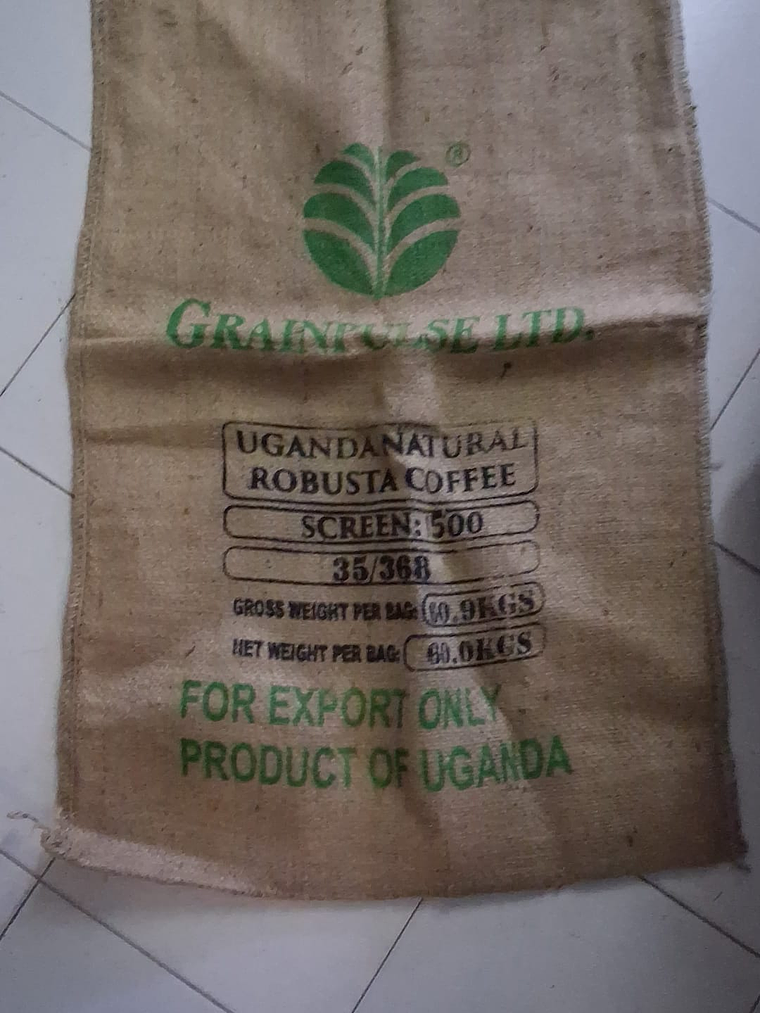 ®
GRAINPULSE LTD.
UGANDA NATURAL
ROBUSTA COFFEE
SCREEN: 500
35/368
GROSS WEIGHT PER BAG: 60.9KGS
NET WEIGHT PER BAG: 60.0KGS
FOR EXPORT ONLY
PRODUCT OF UGANDA